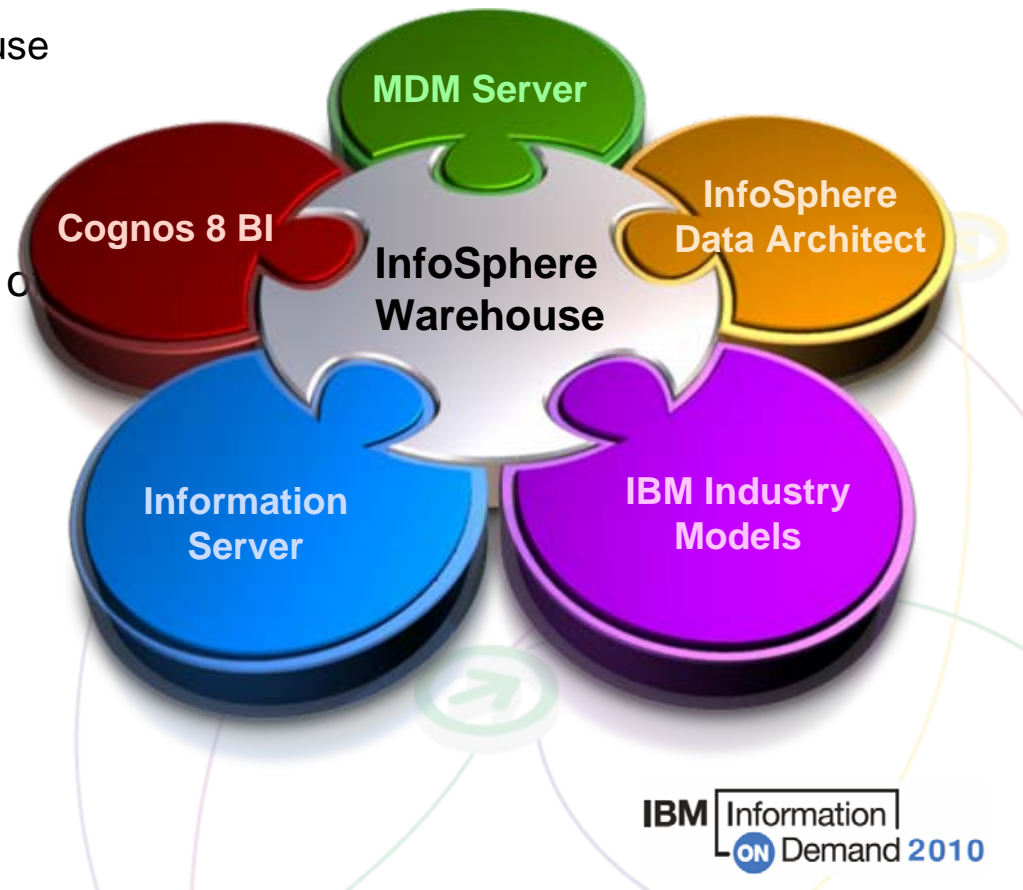 use
MDM Server
Cognos 8 BI
InfoSphere
Data Architect
InfoSphere
Warehouse
o
Information
Server
IBM Industry
Models
IBM Information
ON Demand 2010